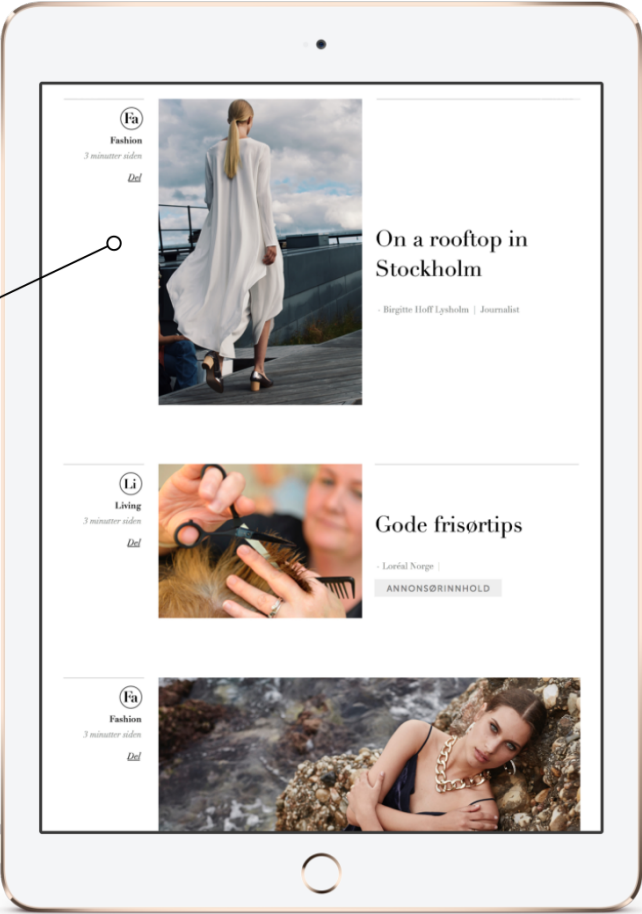 Fa
Fashion
3 minutter siden
Del
On a rooftop in
Stockholm
- Birgitte Hoff Lysholm | Journalist
Li
Living
3 minutter siden
Del
Gode frisørtips
- Loréal Norge |
ANNONSØRINNHOLD
Fa
Fashion
3 minutter siden
Del